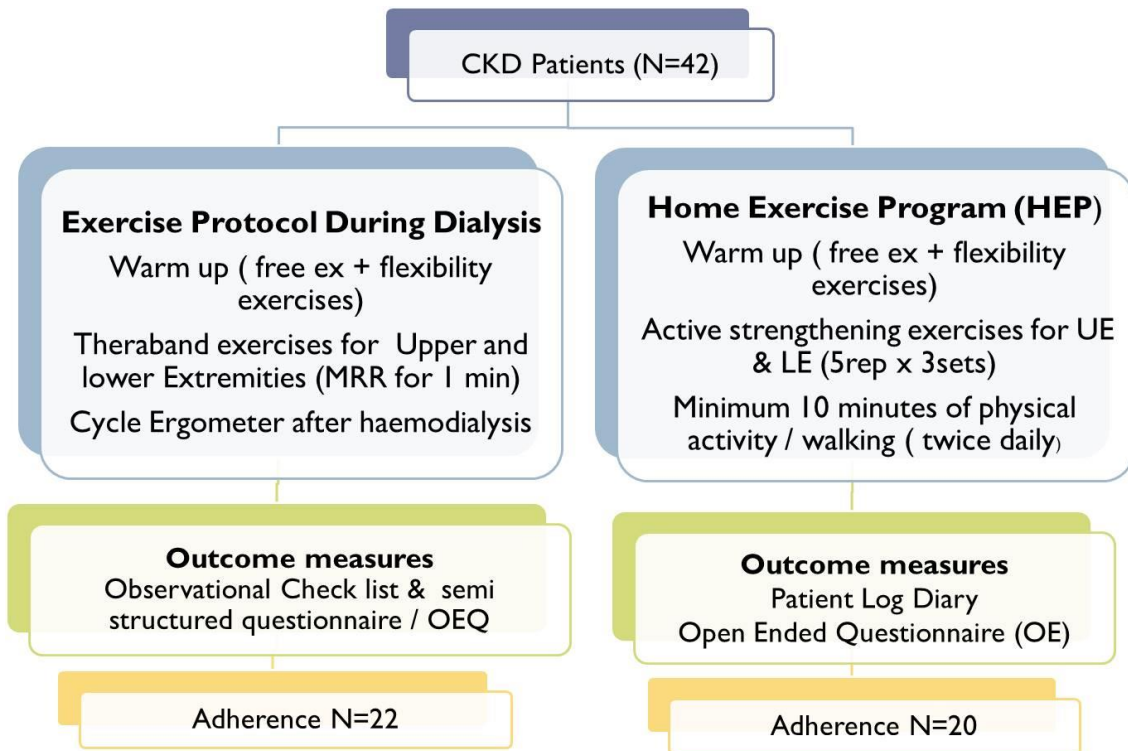 CKD Patients (N=42)
Exercise Protocol During Dialysis
Warm up ( free ex + flexibility
exercises)
Theraband exercises for Upper and
lower Extremities (MRR for 1 min)
Cycle Ergometer after haemodialysis
Home Exercise Program (HEP)
Warm up ( free ex + flexibility
exercises)
Active strengthening exercises for UE
& LE (5rep x 3sets)
Minimum 10 minutes of physical
activity / walking ( twice daily)
Outcome measures
Observational Check list & semi
structured questionnaire / OEQ
Outcome measures
Patient Log Diary
Open Ended Questionnaire (OE)
Adherence N=22
Adherence N=20